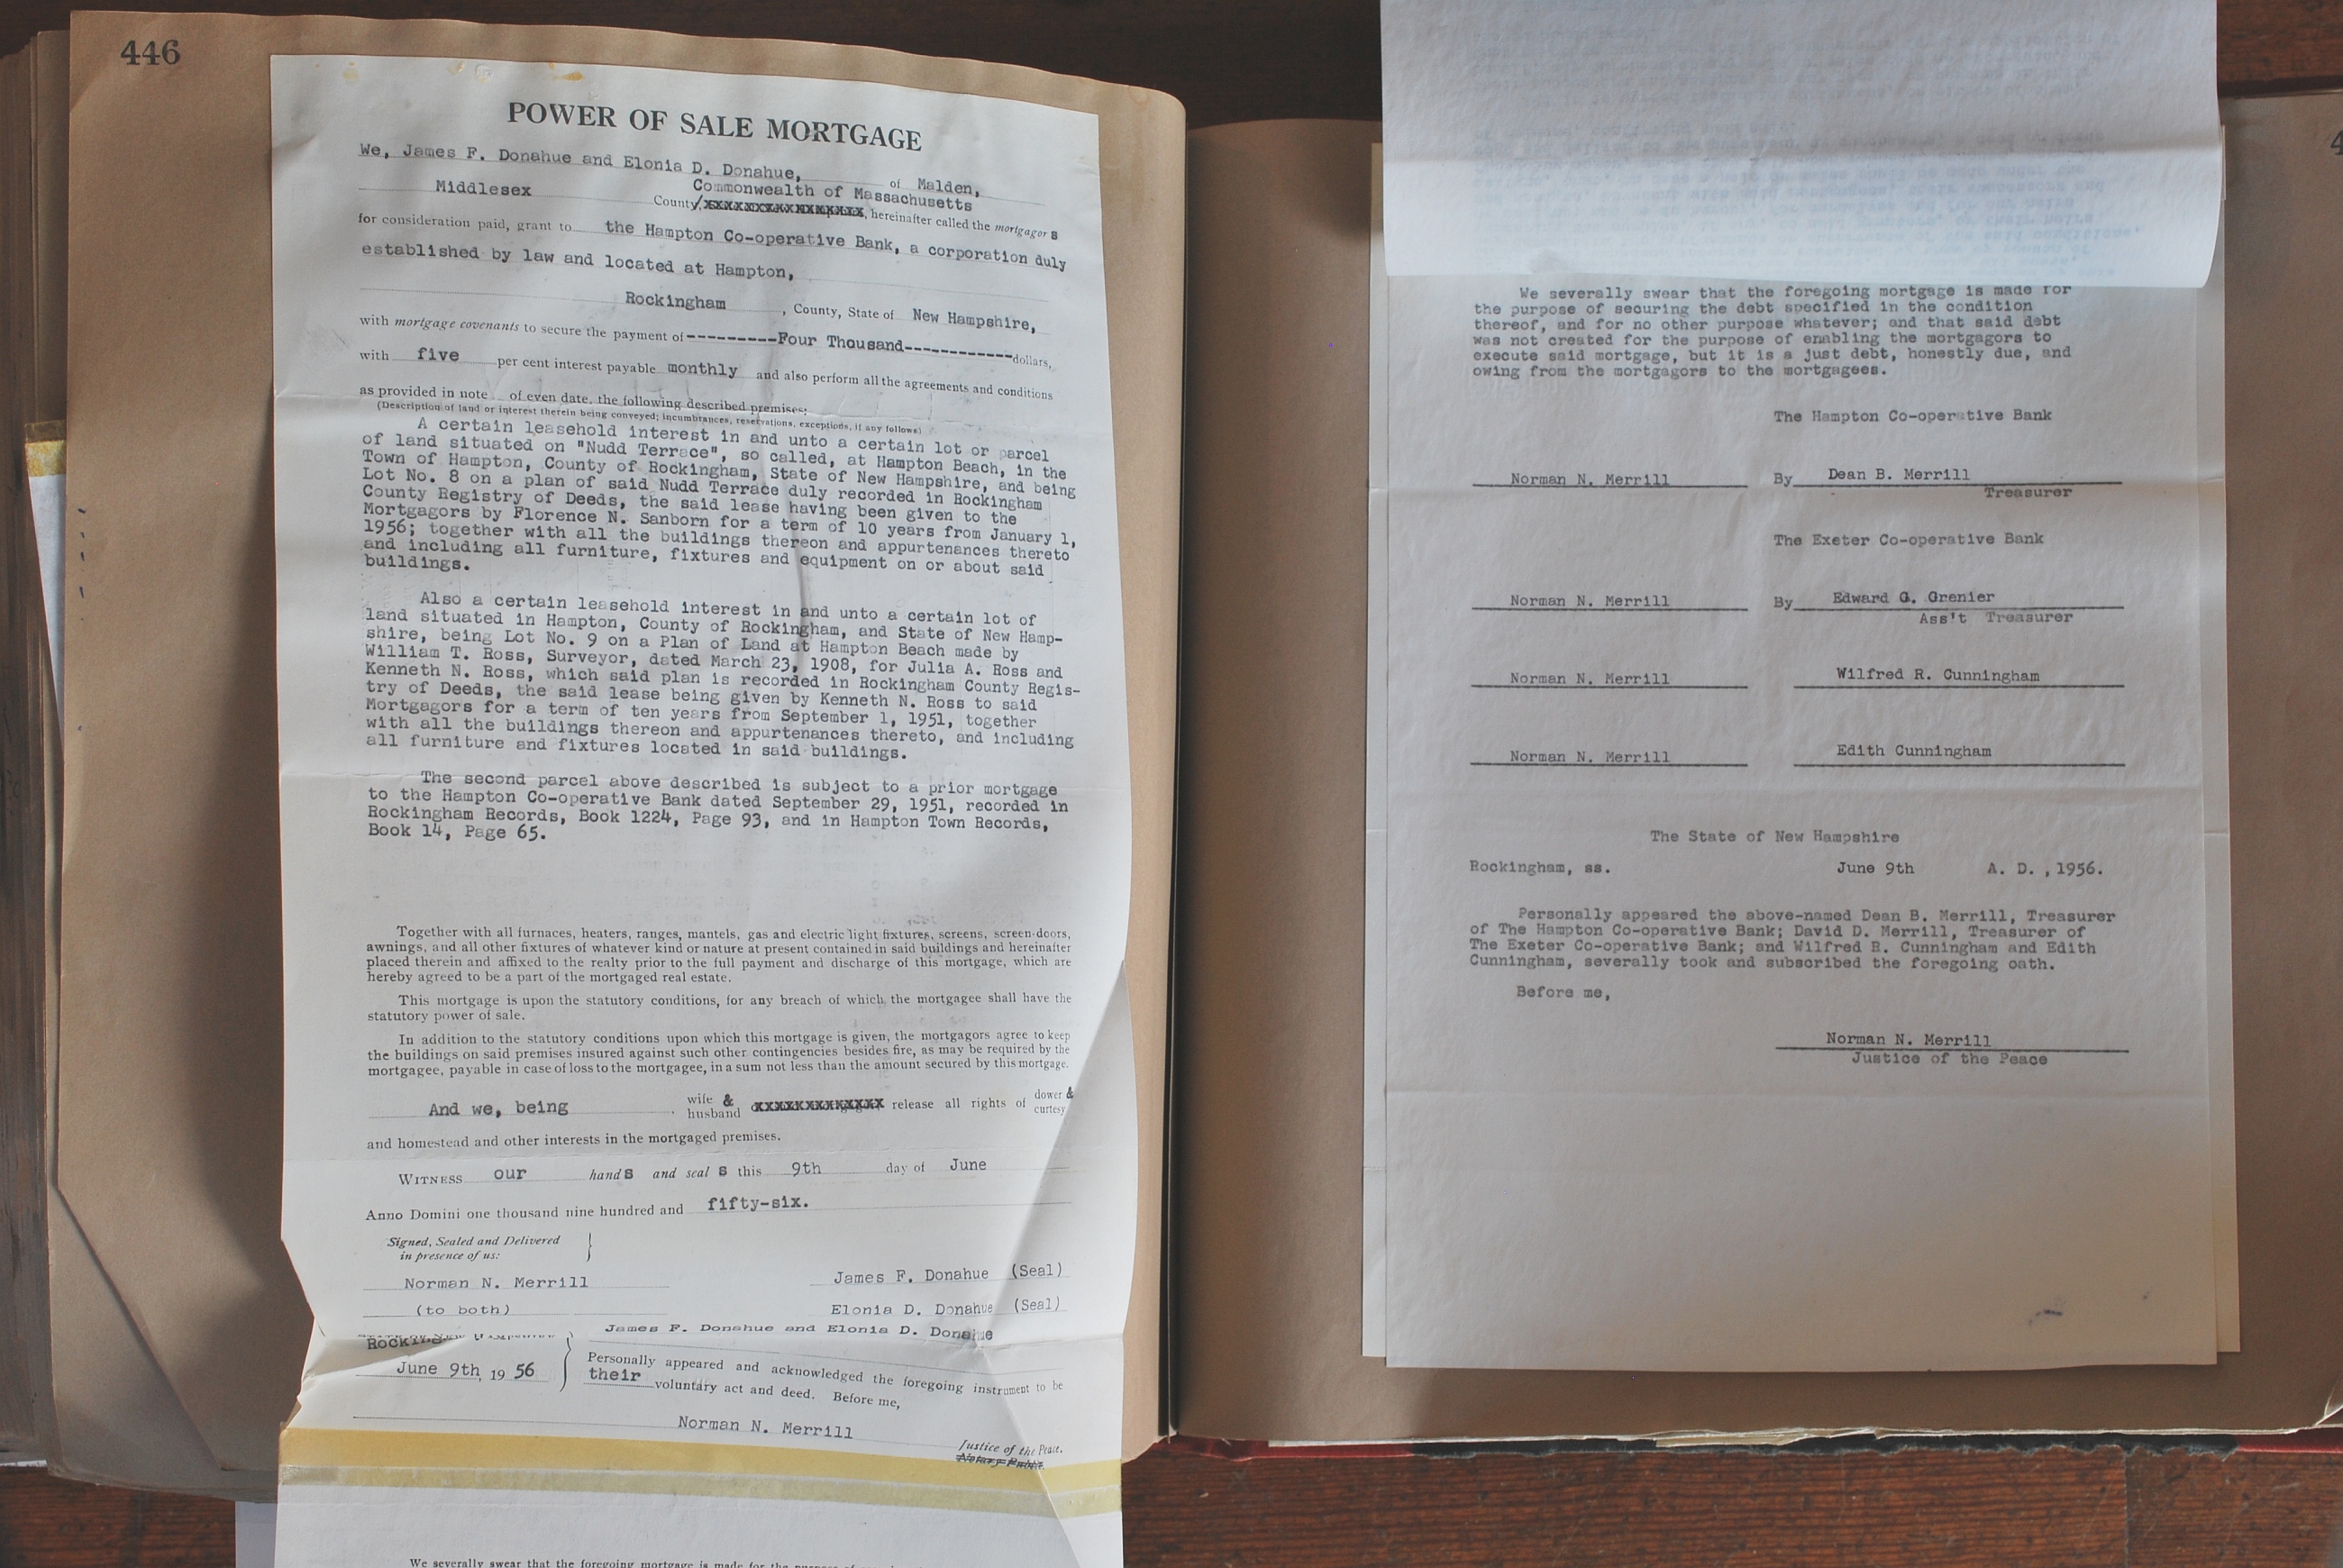 446
POWER OF SALE MORTGAGE
We, James F. Donahue and Elonia D. Donahue, of Malden,
Middlesex County/ Commonwealth of Massachusetts xxxxxxxxxxxxxxxxx, hereinafter called the mortgagor s
for consideration paid, grant to the Hampton Co-operative Bank, a corporation duly
established by law and located at Hampton,
Rockingham , County, State of New Hampshire,
with mortgage covenants to secure the payment of ---------Four Thousand------------dollars,
with five per cent interest payable monthly and also perform all the agreements and conditions
as provided in note of even date, the following described premises:
(Description of land or interest therein being conveyed; incumbrances, reservations, exceptions, if any follows)
A certain leasehold interest in and unto a certain lot or parcel
of land situated on "Nudd Terrace", so called, at Hampton Beach, in the
Town of Hampton, County of Rockingham, State of New Hampshire, and being
Lot No. 8 on a plan of said Nudd Terrace duly recorded in Rockingham
County Registry of Deeds, the said lease having been given to the
Mortgagors by Florence N. Sanborn for a term of 10 years from January 1,
1956; together with all the buildings thereon and appurtenances thereto
and including all furniture, fixtures and equipment on or about said
buildings.
Also a certain leasehold interest in and unto a certain lot of
land situated in Hampton, County of Rockingham, and State of New Hamp-
shire, being Lot No. 9 on a Plan of Land at Hampton Beach made by
William T. Ross, Surveyor, dated March 23, 1908, for Julia A. Ross and
Kenneth N. Ross, which said plan is recorded in Rockingham County Regis-
try of Deeds, the said lease being given by Kenneth N. Ross to said
Mortgagors for a term of ten years from September 1, 1951, together
with all the buildings thereon and appurtenances thereto, and including
all furniture and fixtures located in said buildings.
The second parcel above described is subject to a prior mortgage
to the Hampton Co-operative Bank dated September 29, 1951, recorded in
Rockingham Records, Book 1224, Page 93, and in Hampton Town Records,
Book 14, Page 65.
Together with all furnaces, heaters, ranges, mantels, gas and electric light fixtures, screens, screen-doors,
awnings, and all other fixtures of whatever kind or nature at present contained in said buildings and hereinafter
placed therein and affixed to the realty prior to the full payment and discharge of this mortgage, which are
hereby agreed to be a part of the mortgaged real estate.
This mortgage is upon the statutory conditions, for any breach of which the mortgagee shall have the
statutory power of sale.
In addition to the statutory conditions upon which this mortgage is given, the mortgagors agree to keep
the buildings on said premises insured against such other contingencies besides fire, as may be required by the
mortgagee, payable in case of loss to the mortgagee, in a sum not less than the amount secured by this mortgage.
And we, being , wife & husband xxxxxxxxxxxxx release all rights of dower & curtesy
and homestead and other interests in the mortgaged premises.
WITNESS our hand s and seal s this 9th day of June
Anno Domini one thousand nine hundred and fifty-six.
Signed, Sealed and Delivered
in presence of us:
Norman N. Merrill James F. Donahue (Seal)
(to both) Elonia D. Donahue (Seal)
James F. Donahue and Elonia D. Donahue
June 9th, 19 56
Personally appeared and acknowledged the foregoing instrument to be
their voluntary act and deed. Before me,
Norman N. Merrill
Justice of the Peace.
Notary Public.
We severally swear that the foregoing mortgage is made for the purpose of
We severally swear that the foregoing mortgage is made for
the purpose of securing the debt specified in the condition
thereof, and for no other purpose whatever; and that said debt
was not created for the purpose of enabling the mortgagors to
execute said mortgage, but it is a just debt, honestly due, and
owing from the mortgagors to the mortgagees.
The Hampton Co-operative Bank
Norman N. Merrill By Dean B. Merrill
Treasurer
The Exeter Co-operative Bank
Norman N. Merrill By Edward G. Grenier
Ass't Treasurer
Norman N. Merrill Wilfred R. Cunningham
Norman N. Merrill Edith Cunningham
The State of New Hampshire
Rockingham, ss. June 9th A. D. , 1956.
Personally appeared the above-named Dean B. Merrill, Treasurer
of The Hampton Co-operative Bank; David D. Merrill, Treasurer of
The Exeter Co-operative Bank; and Wilfred R. Cunningham and Edith
Cunningham, severally took and subscribed the foregoing oath.
Before me,
Norman N. Merrill
Justice of the Peace